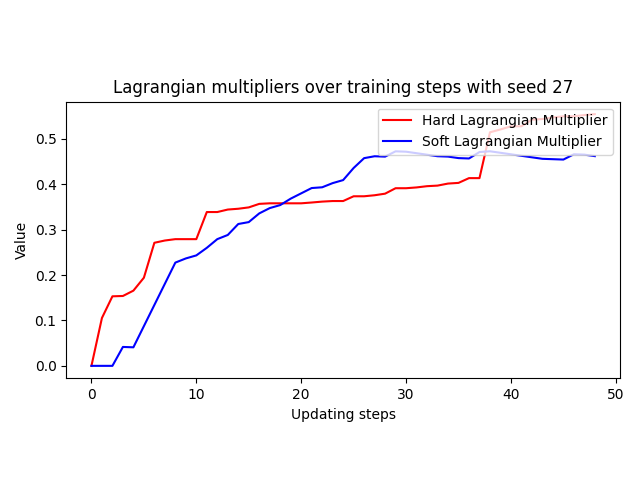 Lagrangian multipliers over training steps with seed 27
Hard Lagrangian Multiplier
Soft Lagrangian Multiplier
Value
0.5
0.4
0.3
0.2
0.1
0.0
0 10 20 30 40 50
Updating steps